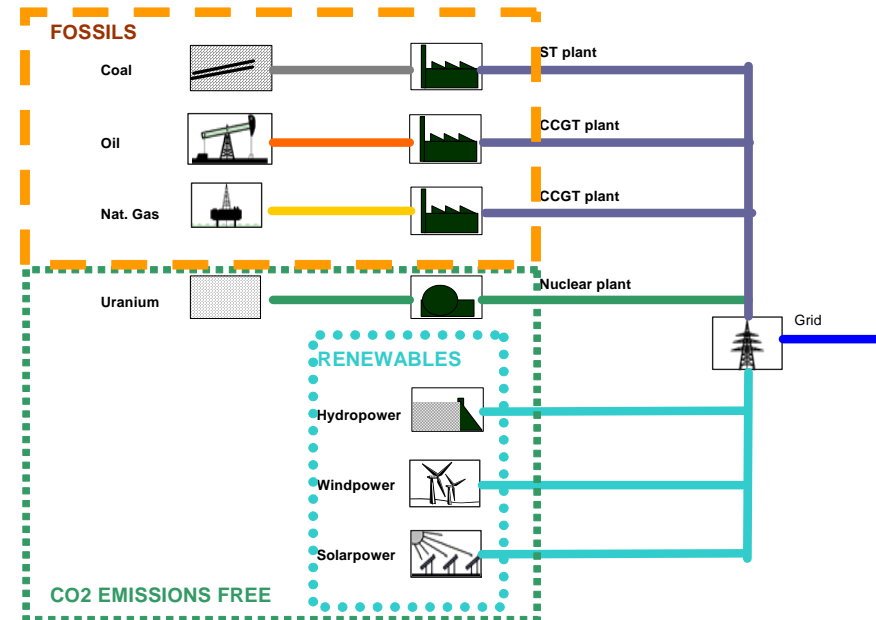 FOSSILS
ST plant
Coal
CCGT plant
Oil
CCGT plant
Nat. Gas
Nuclear plant
Uranium
Grid
RENEWABLES
Hydropower
Windpower
Solarpower
CO2 EMISSIONS FREE